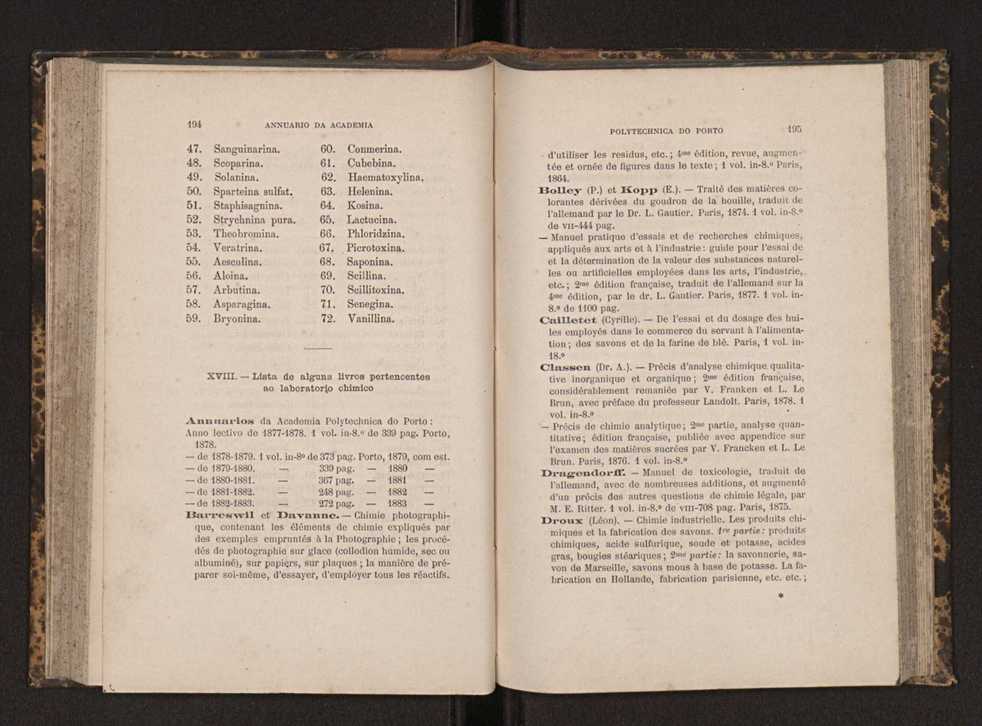 194 ANNUARIO DA ACADEMIA
47. Sanguinarina.
48. Scoparina.
49. Solanina.
50. Sparteina sulfat.
51. Staphisagnina.
52. Strychnina pura.
53. Theobromina.
54. Veratrina.
55. Aesculina.
56. Aloina.
57. Arbutina.
58. Asparagina.
59. Bryonina.
60. Conmerina.
61. Cubebina.
62. Haematoxylina.
63. Helenina.
64. Kosina.
65. Lactucina.
66. Phloridzina.
67. Picrotoxina.
68. Saponina.
69. Scillina.
70. Scillitoxina.
71. Senegina.
72. Vanillina.
XVIII. — Lista de alguns livros pertencentes
ao laboratorio chimico
Annuarios da Academia Polytechnica do Porto:
Anno lectivo de 1877-1878. 1 vol. in-8.º de 339 pag. Porto,
1878.
— de 1878-1879. 1 vol. in-8º de 373 pag. Porto, 1879, com est.
— de 1879-1880. — 339 pag. — 1880 —
— de 1880-1881. — 367 pag. — 1881 —
— de 1881-1882. — 248 pag. — 1882 —
— de 1882-1883. — 272 pag. — 1883 —
Barreswil et Davanne. — Chimie photographi-
que, contenant les éléments de chimie expliqués par
des exemples empruntés à la Photographie; les procé-
dés de photographie sur glace (collodion humide, sec ou
albuminé), sur papiers, sur plaques; la manière de pré-
parer soi-même, d'essayer, d'employer tous les réactifs.
POLYTECHNICA DO PORTO 195
d'utiliser les residus, etc.; 4me édition, revue, augmen-
tée et ornée de figures dans le texte; 1 vol. in-8.º Paris,
1864.
Bolley (P.) et Kopp (E.). — Traité des matières co-
lorantes dérivées du goudron de la houille, traduit de
l'allemand par le Dr. L. Gautier. Paris, 1874. 1 vol. in-8.º
de VII-444 pag.
— Manuel pratique d'essais et de recherches chimiques,
appliqués aux arts et à l'industrie: guide pour l'essai de
et la détermination de la valeur des substances naturel-
les ou artificielles employées dans les arts, l'industrie,
etc.; 2me édition française, traduit de l'allemand sur la
4me édition, par le dr. L. Gautier. Paris, 1877. 1 vol. in-
8.º de 1100 pag.
Cailletet (Cyrille). — De l'essai et du dosage des hui-
les employés dans le commerce du servant à l'alimenta-
tion; des savons et de la farine de blé. Paris, 1 vol. in-
18.º
Classen (Dr. A.). — Précis d'analyse chimique qualita-
tive inorganique et organique; 2me édition française,
considérablement remaniée par V. Franken et L. Le
Brun, avec préface du professeur Landolt. Paris, 1878. 1
vol. in-8.º
— Précis de chimie analytique; 2me partie, analyse quan-
titative; édition française, publiée avec appendice sur
l'examen des matières sucrées par V. Francken et L. Le
Brun. Paris, 1876. 1 vol. in-8.º
Dragendorff. — Manuel de toxicologie, traduit de
l'allemand, avec de nombreuses additions, et augmenté
d'un précis des autres questions de chimie légale, par
M. E. Ritter. 1 vol. in-8.º de VIII-708 pag. Paris, 1875.
Droux (Léon). — Chimie industrielle. Les produits chi-
miques et la fabrication des savons. 1re partie: produits
chimiques, acide sulfurique, soude et potasse, acides
gras, bougies stéariques; 2me partie: la savonnerie, sa-
von de Marseille, savons mous à base de potasse. La fa-
brication en Hollande, fabrication parisienne, etc. etc.;
*